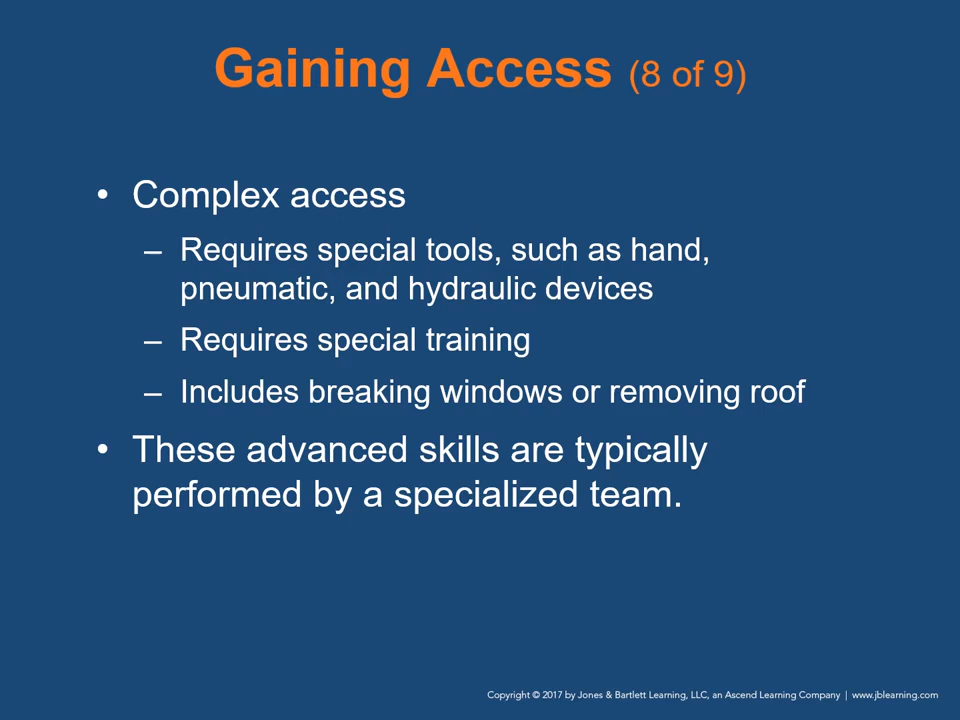 Gaining Access (8 of 9)
• Complex access
– Requires special tools, such as hand,
pneumatic, and hydraulic devices
– Requires special training
– Includes breaking windows or removing roof
• These advanced skills are typically
performed by a specialized team.
Copyright © 2017 by Jones & Bartlett Learning, LLC, an Ascend Learning Company | www.jblearning.com